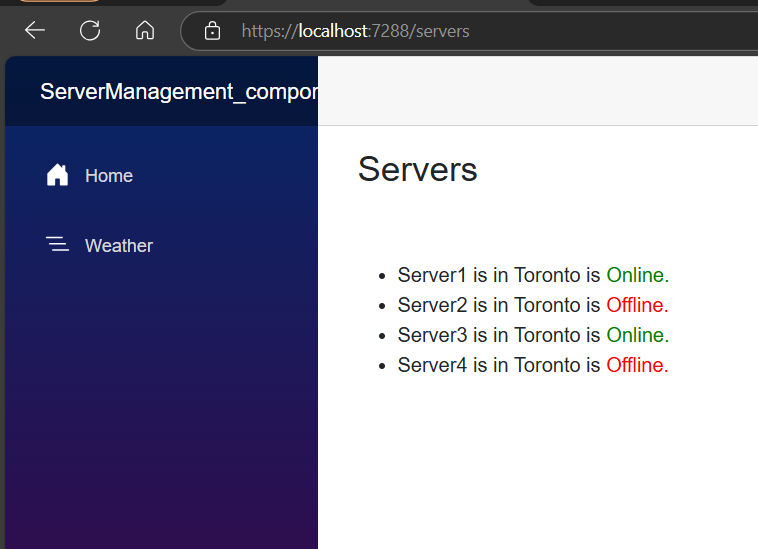 https://localhost:7288/servers
ServerManagement_compor
Home
Weather
Servers
Server1 is in Toronto is Online.
Server2 is in Toronto is Offline.
Server3 is in Toronto is Online.
Server4 is in Toronto is Offline.